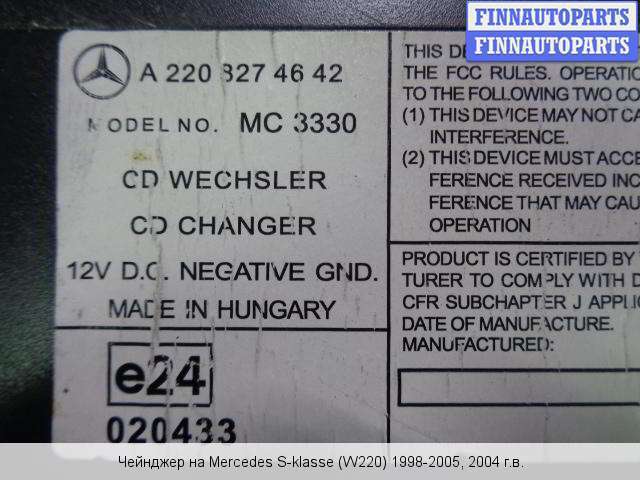 FINNAUTOPARTS
FINNAUTOPARTS
A 220 827 46 42
MODEL NO. MC 3330
CD WECHSLER
CD CHANGER
12V D.C. NEGATIVE GND.
MADE IN HUNGARY
e24
020433
THIS DE
THE FCC RULES. OPERATIO
TO THE FOLLOWING TWO CO
(1) THIS DEVICE MAY NOT CA
INTERFERENCE.
(2) THIS DEVICE MUST ACCE
FERENCE RECEIVED INC
FERENCE THAT MAY CAU
OPERATION
PRODUCT IS CERTIFIED BY
TURER TO COMPLY WITH D
CFR SUBCHAPTER J APPLIC
DATE OF MANUFACTURE.
MANUFACTURED:
Чейнджер на Mercedes S-klasse (W220) 1998-2005, 2004 г.в.